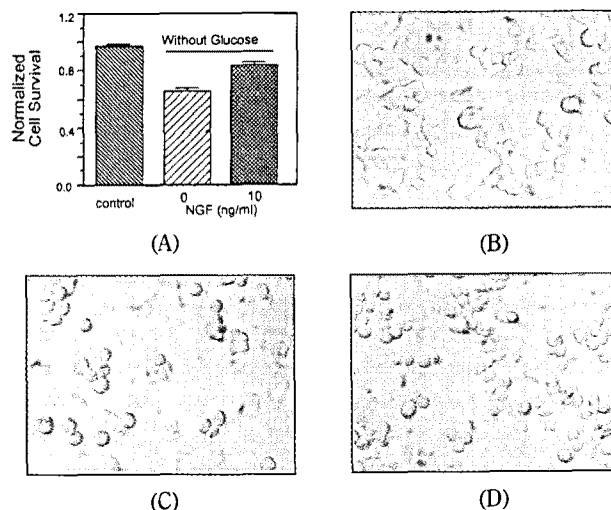 1.2
0.8
0.4
0.0
Normalized
Cell Survival
Without Glucose
control
0
10
NGF (ng/ml)
(A)
(B)
(C)
(D)